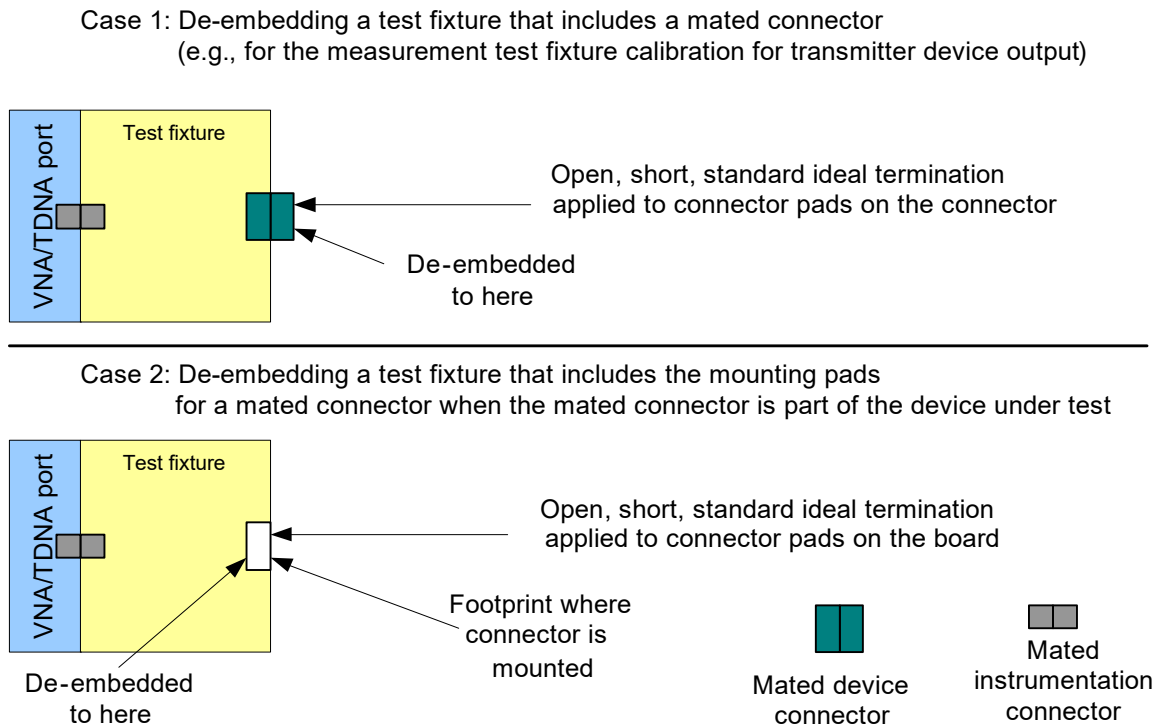 Case 1: De-embedding a test fixture that includes a mated connector
(e.g., for the measurement test fixture calibration for transmitter device output)
VNA/TDNA port
Test fixture
Open, short, standard ideal termination
applied to connector pads on the connector
De-embedded
to here
Case 2: De-embedding a test fixture that includes the mounting pads
for a mated connector when the mated connector is part of the device under test
VNA/TDNA port
Test fixture
Open, short, standard ideal termination
applied to connector pads on the board
Footprint where
connector is
mounted
De-embedded
to here
Mated device
connector
Mated
instrumentation
connector